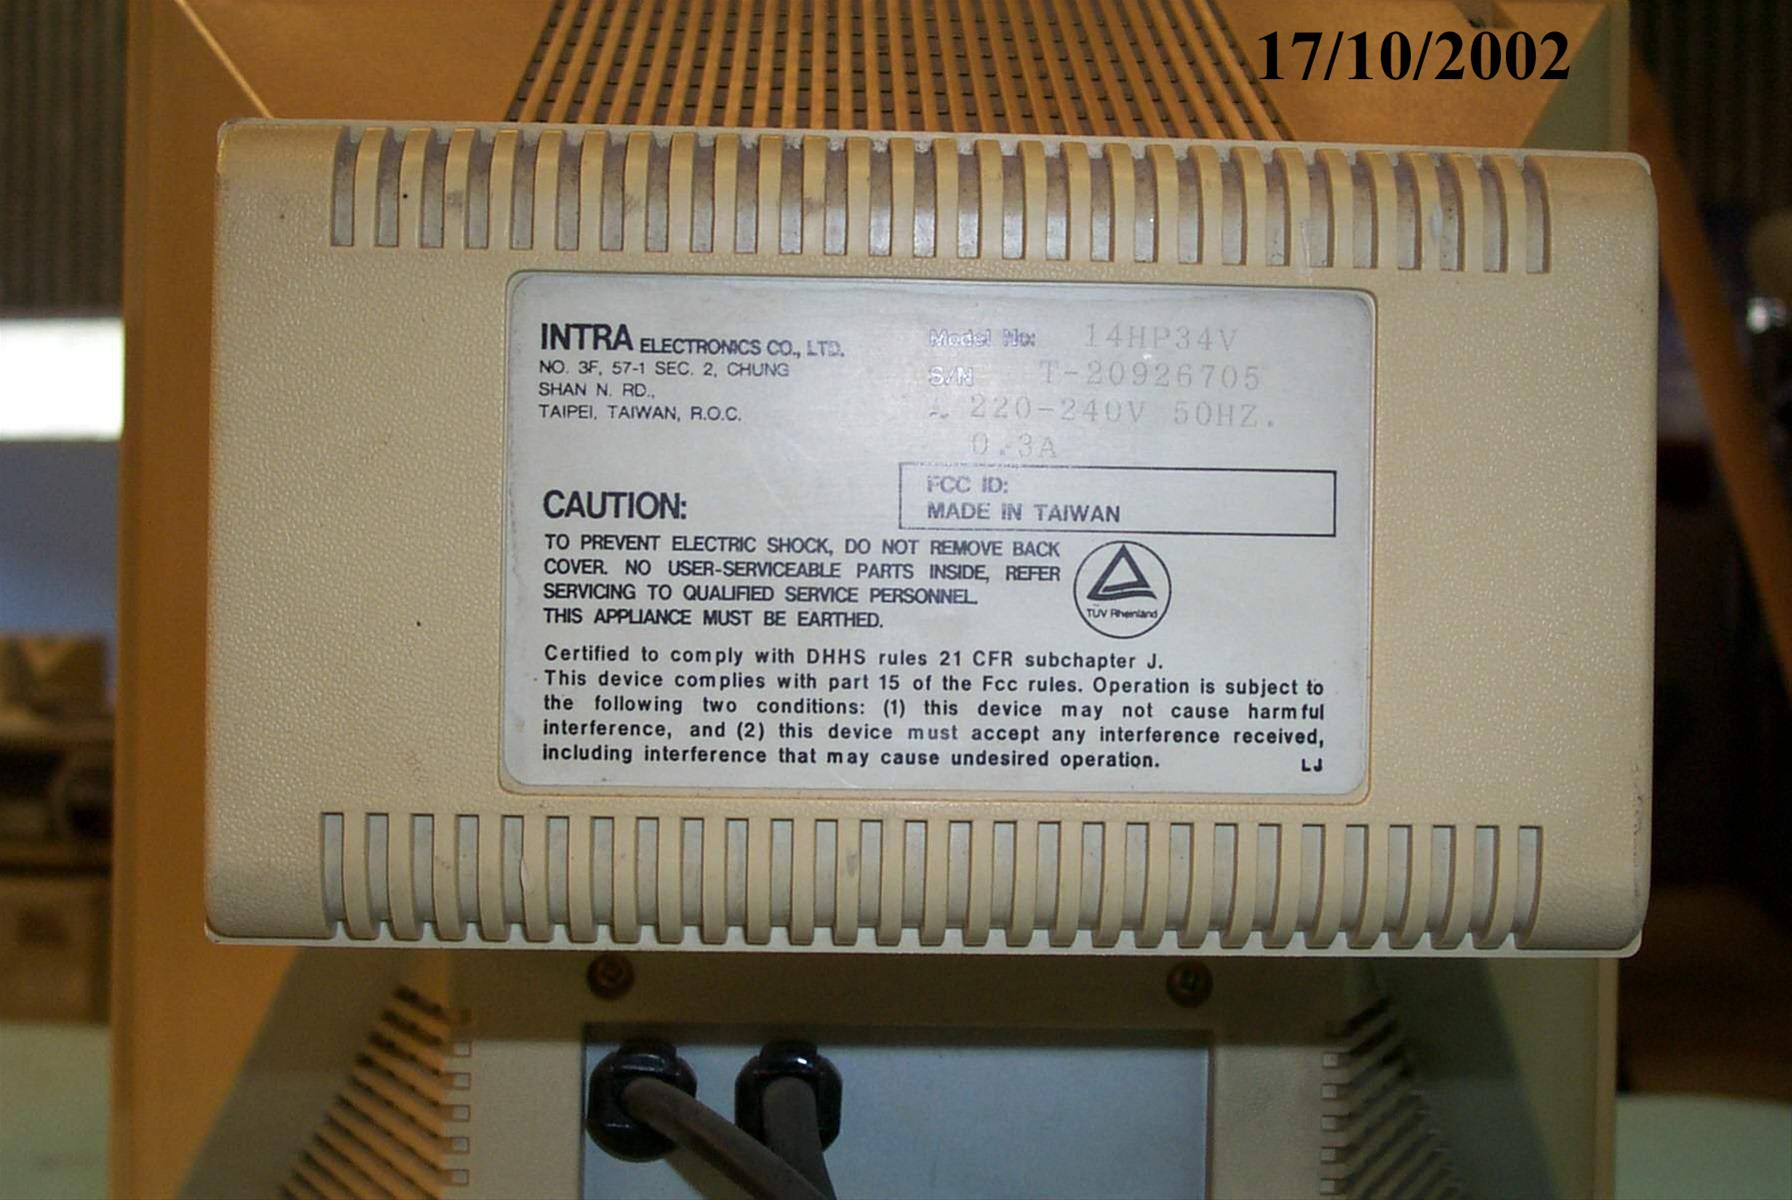 17/10/2002
INTRA ELECTRONICS CO., LTD.
NO. 3F, 57-1 SEC. 2, CHUNG
SHAN N. RD.,
TAIPEI, TAIWAN, R.O.C.
Model No: 14HP34V
S/N T-20926705
~ 220-240V 50HZ.
0.3A
FCC ID:
MADE IN TAIWAN
CAUTION:
TO PREVENT ELECTRIC SHOCK, DO NOT REMOVE BACK
COVER. NO USER-SERVICEABLE PARTS INSIDE, REFER
SERVICING TO QUALIFIED SERVICE PERSONNEL.
THIS APPLIANCE MUST BE EARTHED.
TÜV Rheinland
Certified to comply with DHHS rules 21 CFR subchapter J.
This device complies with part 15 of the Fcc rules. Operation is subject to
the following two conditions: (1) this device may not cause harmful
interference, and (2) this device must accept any interference received,
including interference that may cause undesired operation. LJ